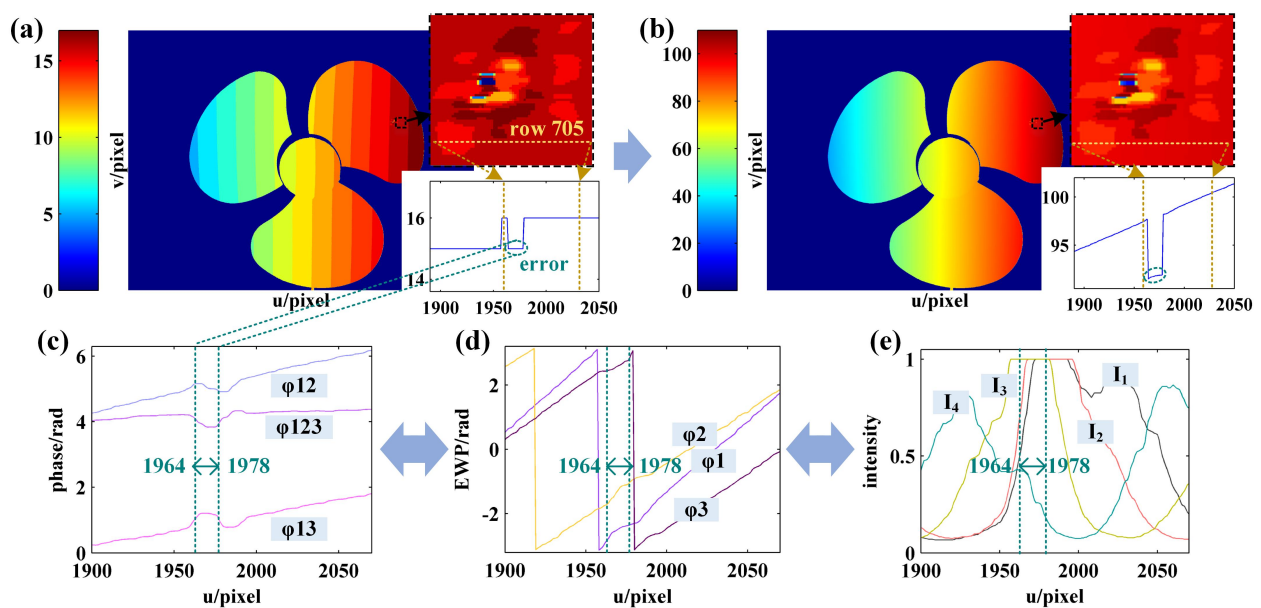 (a)
15
10
5
0
v/pixel
u/pixel
row 705
16
14
error
1950 2000 2050
(b)
100
80
60
40
20
0
v/pixel
u/pixel
100
95
1950 2000 2050
(c)
6
4
2
0
phase/rad
φ12
φ123
1964 1978
φ13
1900 1950 2000 2050
u/pixel
(d)
2
0
-2
EWP/rad
1964 1978
φ2
φ1
φ3
1900 1950 2000 2050
u/pixel
(e)
1
0.5
0
intensity
I4 I3 I1
I2
1964 1978
1900 1950 2000 2050
u/pixel